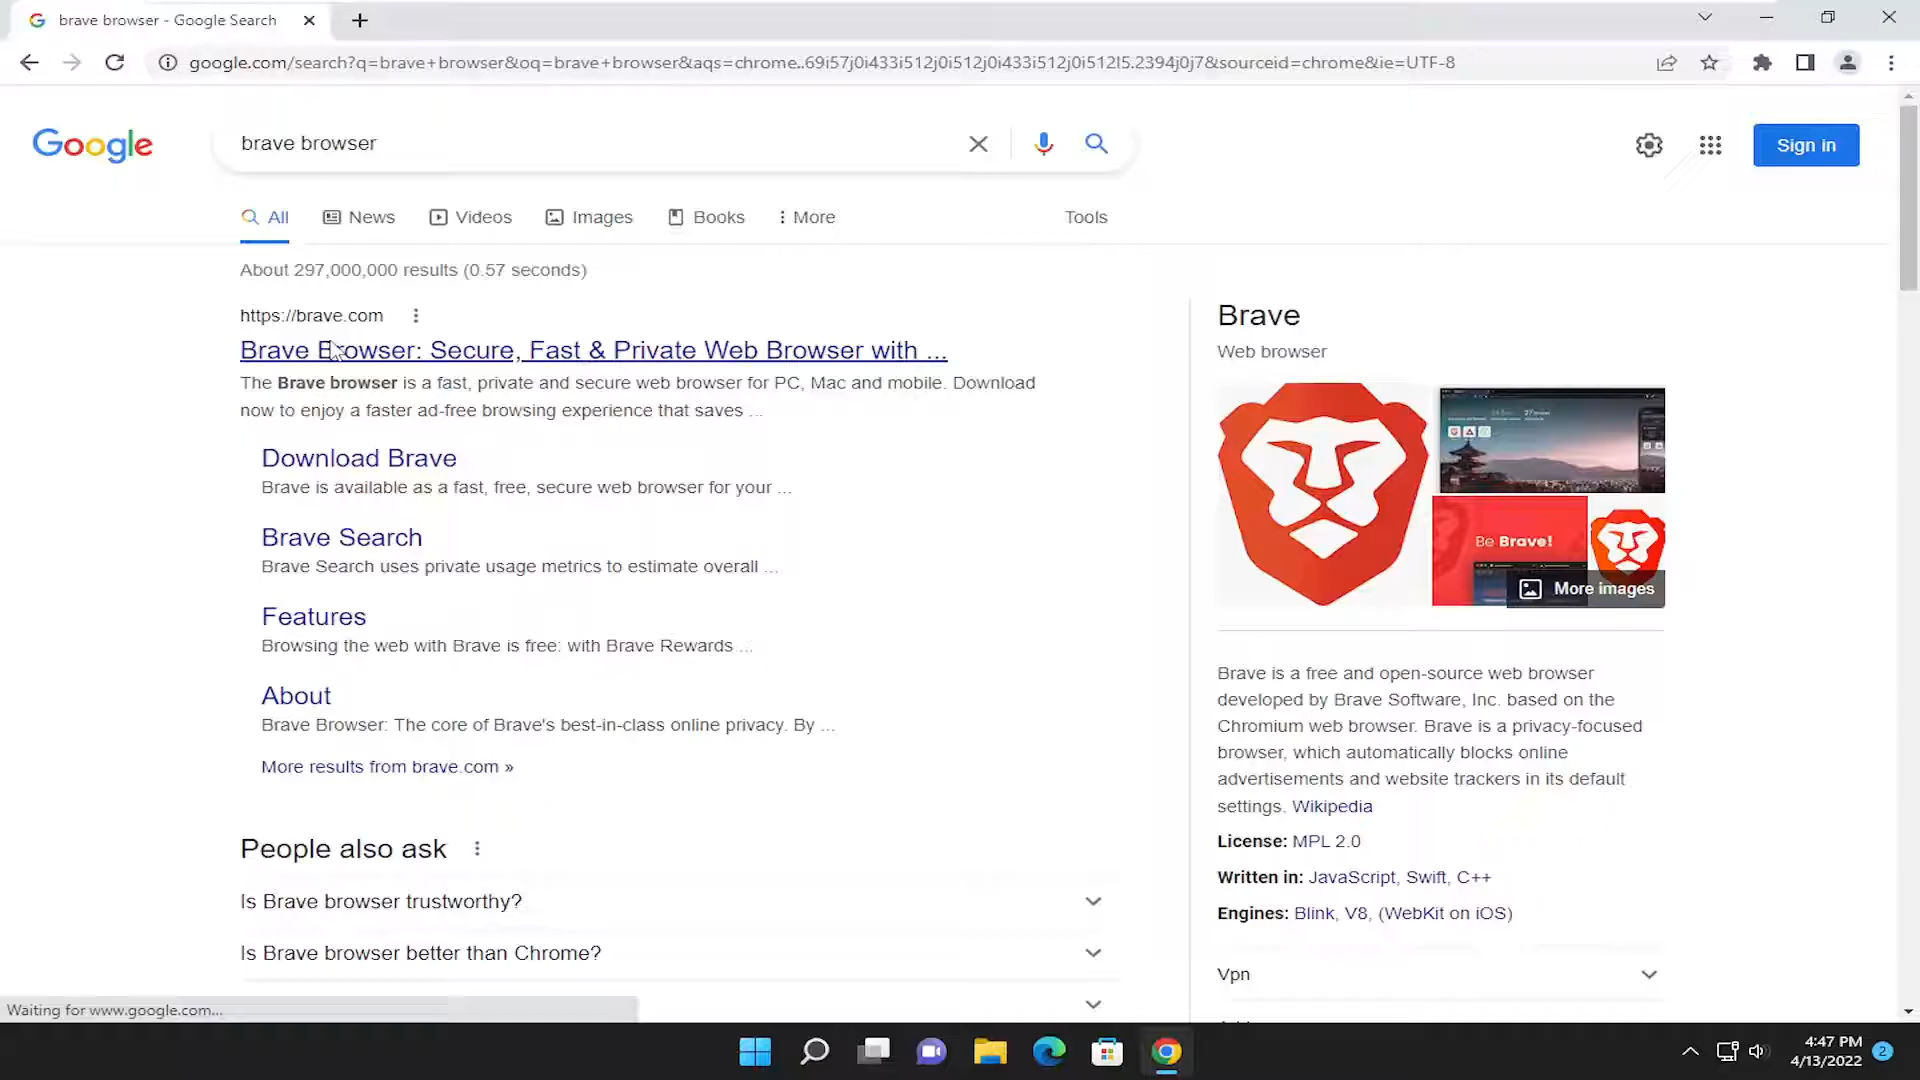 brave browser - Google Search
google.com/search?q=brave+browser&oq=brave+browser&aqs=chrome..69i57j0i433i512j0i512j0i433i512j0i512l5.2394j0j7&sourceid=chrome&ie=UTF-8
Google
brave browser
Sign in
All
News
Videos
Images
Books
More
Tools
About 297,000,000 results (0.57 seconds)
https://brave.com
Brave Browser: Secure, Fast & Private Web Browser with ...
The Brave browser is a fast, private and secure web browser for PC, Mac and mobile. Download
now to enjoy a faster ad-free browsing experience that saves ...
Download Brave
Brave is available as a fast, free, secure web browser for your ...
Brave Search
Brave Search uses private usage metrics to estimate overall ...
Features
Browsing the web with Brave is free: with Brave Rewards ...
About
Brave Browser: The core of Brave's best-in-class online privacy. By ...
More results from brave.com »
People also ask
Is Brave browser trustworthy?
Is Brave browser better than Chrome?
Brave
Web browser
Be Brave!
More images
Brave is a free and open-source web browser
developed by Brave Software, Inc. based on the
Chromium web browser. Brave is a privacy-focused
browser, which automatically blocks online
advertisements and website trackers in its default
settings. Wikipedia
License: MPL 2.0
Written in: JavaScript, Swift, C++
Engines: Blink, V8, (WebKit on iOS)
Vpn
Waiting for www.google.com...
4:47 PM
4/13/2022
2